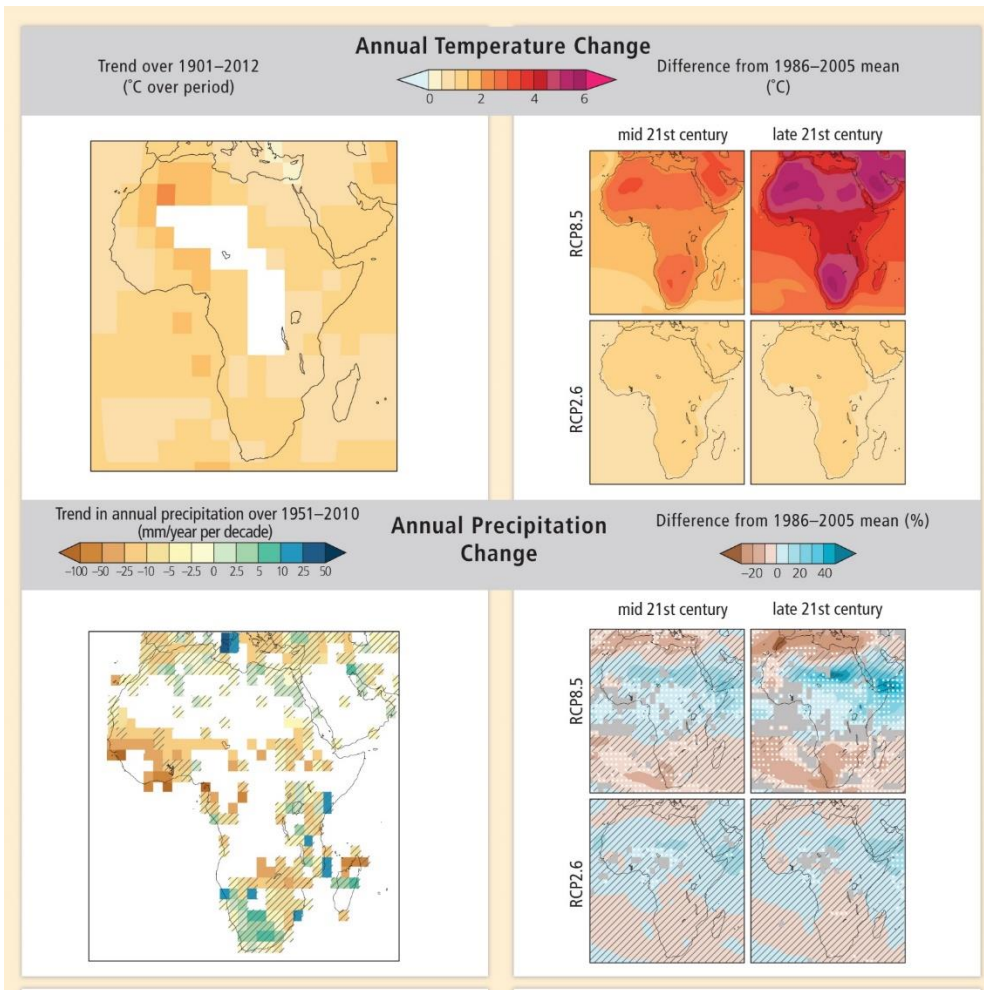 Annual Temperature Change
Trend over 1901–2012
(˚C over period)
0 2 4 6
Difference from 1986–2005 mean
(˚C)
mid 21st century
late 21st century
RCP8.5
RCP2.6
Trend in annual precipitation over 1951–2010
(mm/year per decade)
–100 –50 –25 –10 –5 –2.5 0 2.5 5 10 25 50
Annual Precipitation
Change
Difference from 1986–2005 mean (%)
–20 0 20 40
mid 21st century
late 21st century
RCP8.5
RCP2.6